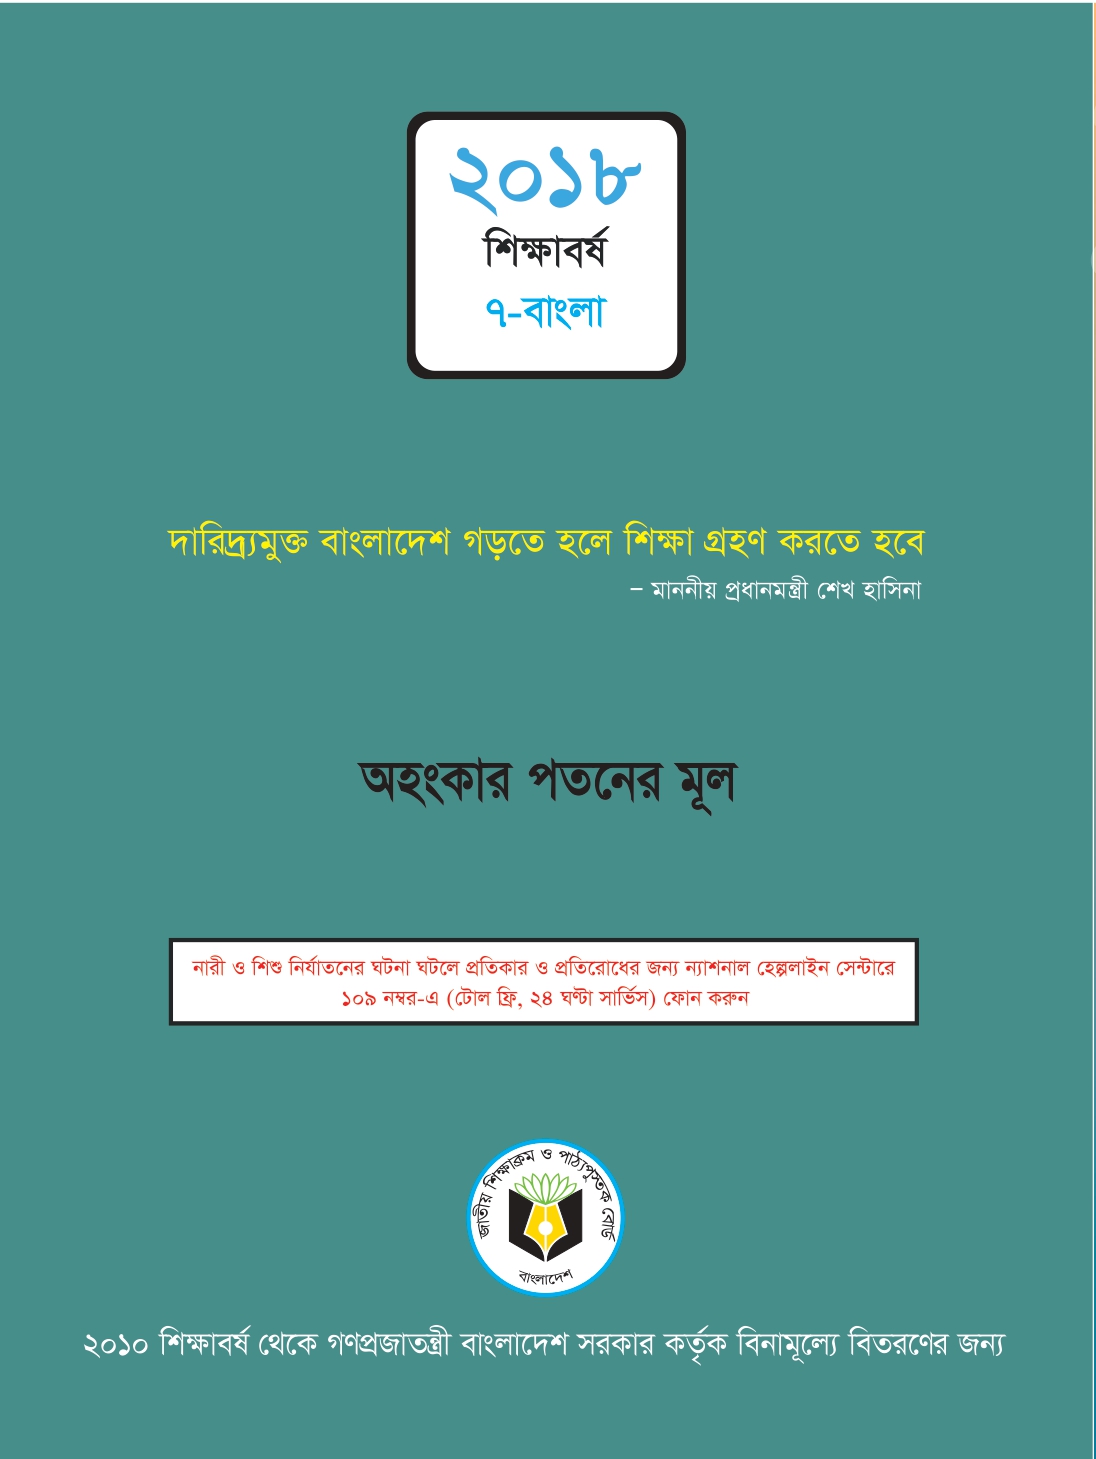 ২০১৮
শিক্ষাবর্ষ
৭-বাংলা
দারিদ্র্যমুক্ত বাংলাদেশ গড়তে হলে শিক্ষা গ্রহণ করতে হবে
– মাননীয় প্রধানমন্ত্রী শেখ হাসিনা
অহংকার পতনের মূল
নারী ও শিশু নির্যাতনের ঘটনা ঘটলে প্রতিকার ও প্রতিরোধের জন্য ন্যাশনাল হেল্পলাইন সেন্টারে
১০৯ নম্বর-এ (টোল ফ্রি, ২৪ ঘণ্টা সার্ভিস) ফোন করুন
জাতীয় শিক্ষাক্রম ও পাঠ্যপুস্তক বোর্ড
বাংলাদেশ
২০১০ শিক্ষাবর্ষ থেকে গণপ্রজাতন্ত্রী বাংলাদেশ সরকার কর্তৃক বিনামূল্যে বিতরণের জন্য